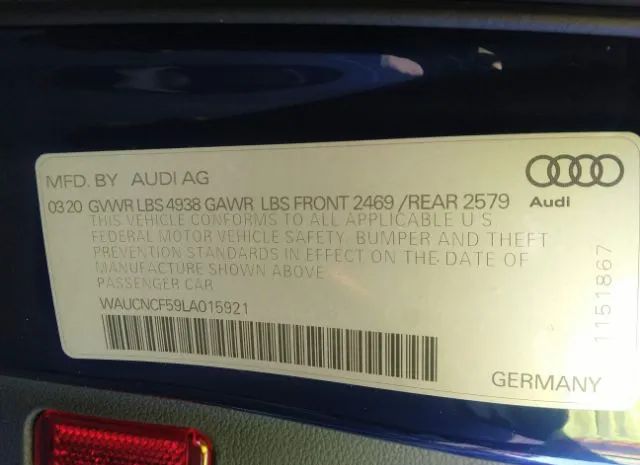 MFD. BY AUDI AG
03 20 GVWR LBS 4938 GAWR LBS FRONT 2469 /REAR 2579
THIS VEHICLE CONFORMS TO ALL APPLICABLE U S
FEDERAL MOTOR VEHICLE SAFETY, BUMPER AND THEFT
PREVENTION STANDARDS IN EFFECT ON THE DATE OF
MANUFACTURE SHOWN ABOVE
PASSENGER CAR
WAUCNCF59LA015921
Audi
1151867
GERMANY